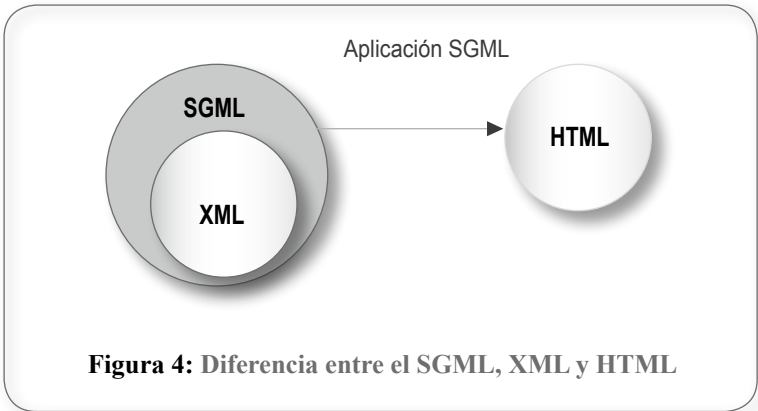 Aplicación SGML
SGML
HTML
XML
Figura 4: Diferencia entre el SGML, XML y HTML